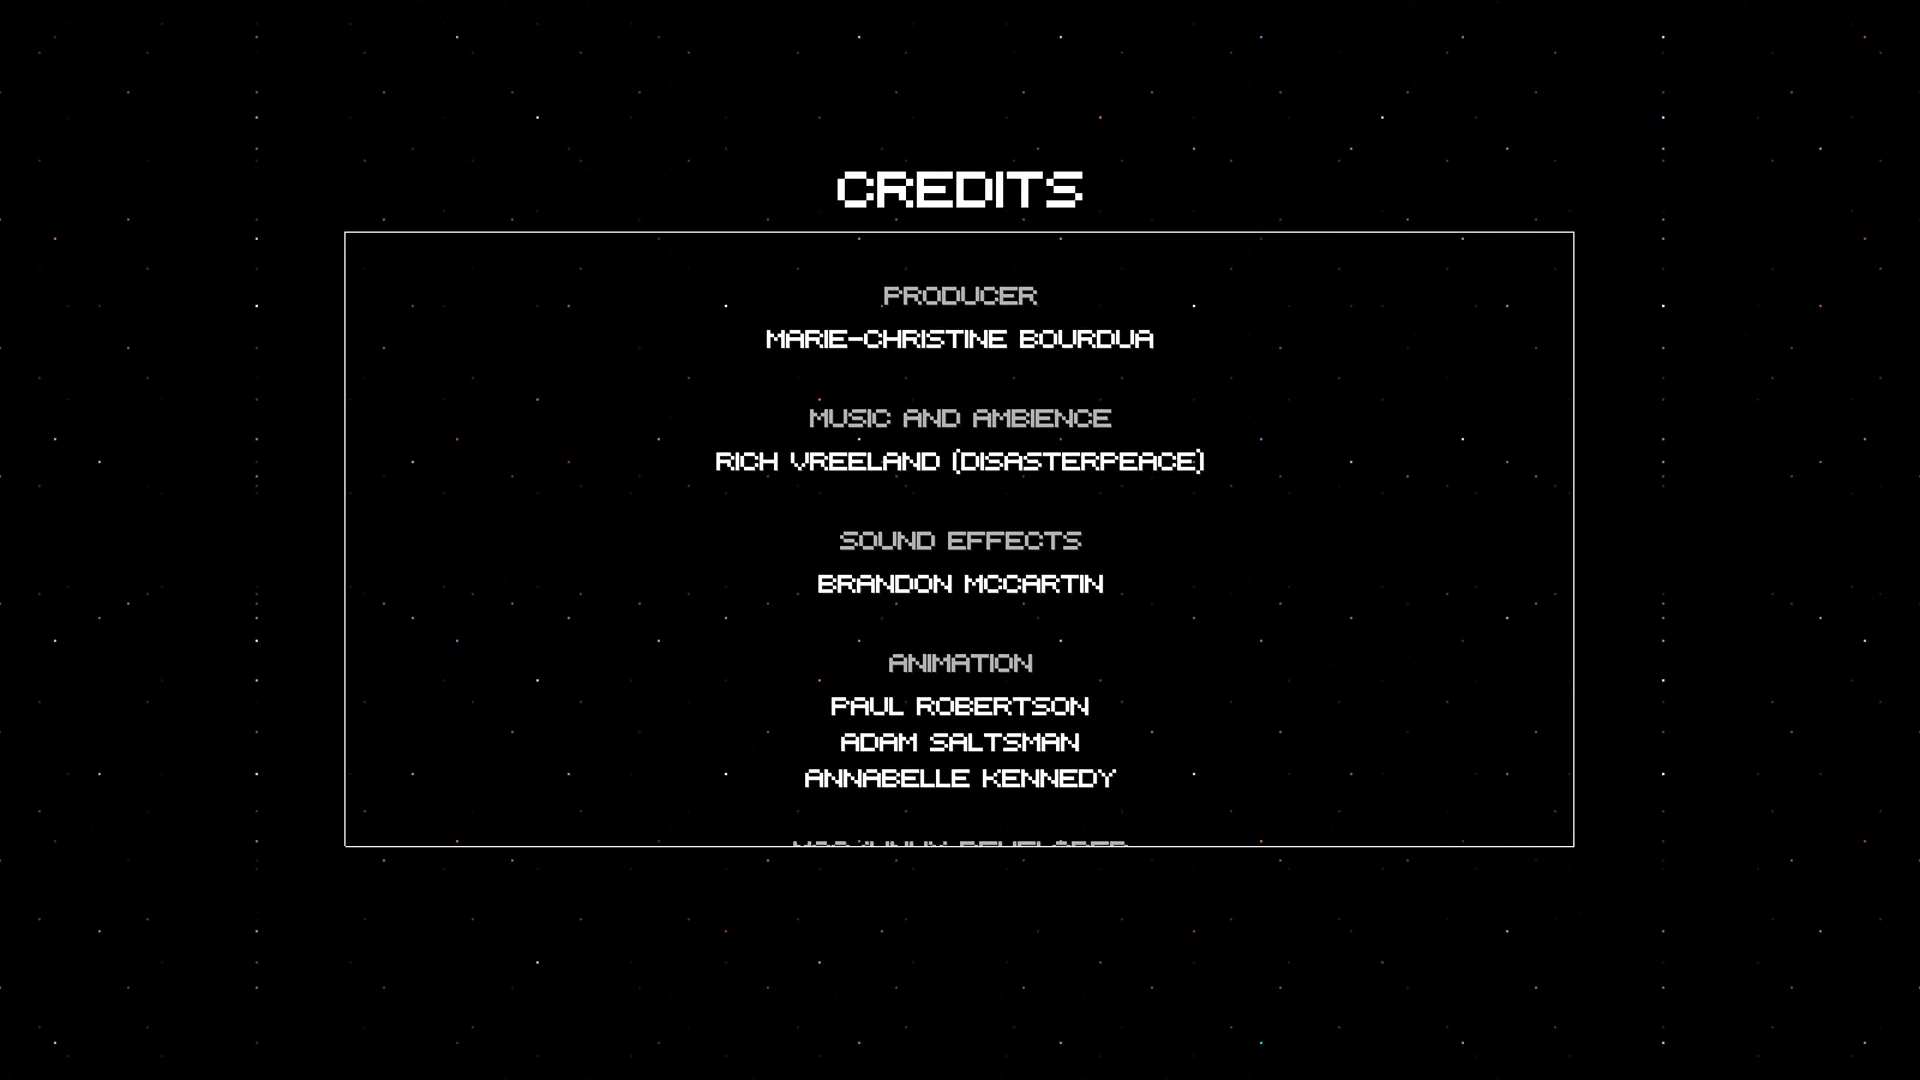 CREDITS
PRODUCER
MARIE-CHRISTINE BOURDUA
MUSIC AND AMBIENCE
RICH VREELAND (DISASTERPEACE)
SOUND EFFECTS
BRANDON MCCARTIN
ANIMATION
PAUL ROBERTSON
ADAM SALTSMAN
ANNABELLE KENNEDY